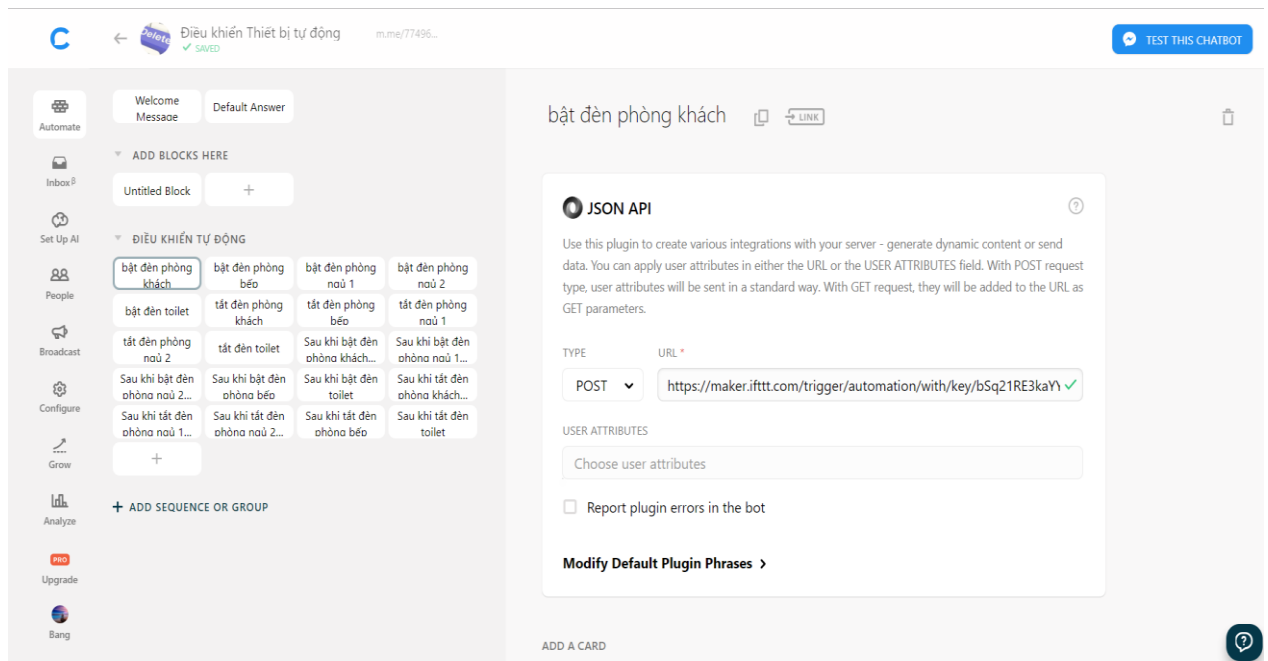 Delete
Điều khiển Thiết bị tự động
m.me/77496...
SAVED
TEST THIS CHATBOT
Automate
Inbox β
Set Up AI
People
Broadcast
Configure
Grow
Analyze
PRO
Upgrade
Bang
Welcome
Message
Default Answer
ADD BLOCKS HERE
Untitled Block
+
ĐIỀU KHIỂN TỰ ĐỘNG
bật đèn phòng
khách
bật đèn phòng
bếp
bật đèn phòng
ngủ 1
bật đèn phòng
ngủ 2
bật đèn toilet
tắt đèn phòng
khách
tắt đèn phòng
bếp
tắt đèn phòng
ngủ 1
tắt đèn phòng
ngủ 2
tắt đèn toilet
Sau khi bật đèn
phòng khách...
Sau khi bật đèn
phòng ngủ 1...
Sau khi bật đèn
phòng ngủ 2...
Sau khi bật đèn
phòng bếp
Sau khi bật đèn
toilet
Sau khi tắt đèn
phòng khách...
Sau khi tắt đèn
phòng ngủ 1...
Sau khi tắt đèn
phòng ngủ 2...
Sau khi tắt đèn
phòng bếp
Sau khi tắt đèn
toilet
+
+ ADD SEQUENCE OR GROUP
bật đèn phòng khách
LINK
JSON API
?
Use this plugin to create various integrations with your server - generate dynamic content or send
data. You can apply user attributes in either the URL or the USER ATTRIBUTES field. With POST request
type, user attributes will be sent in a standard way. With GET request, they will be added to the URL as
GET parameters.
TYPE
URL *
POST
https://maker.ifttt.com/trigger/automation/with/key/bSq21RE3kaYY
USER ATTRIBUTES
Choose user attributes
Report plugin errors in the bot
Modify Default Plugin Phrases >
ADD A CARD
?